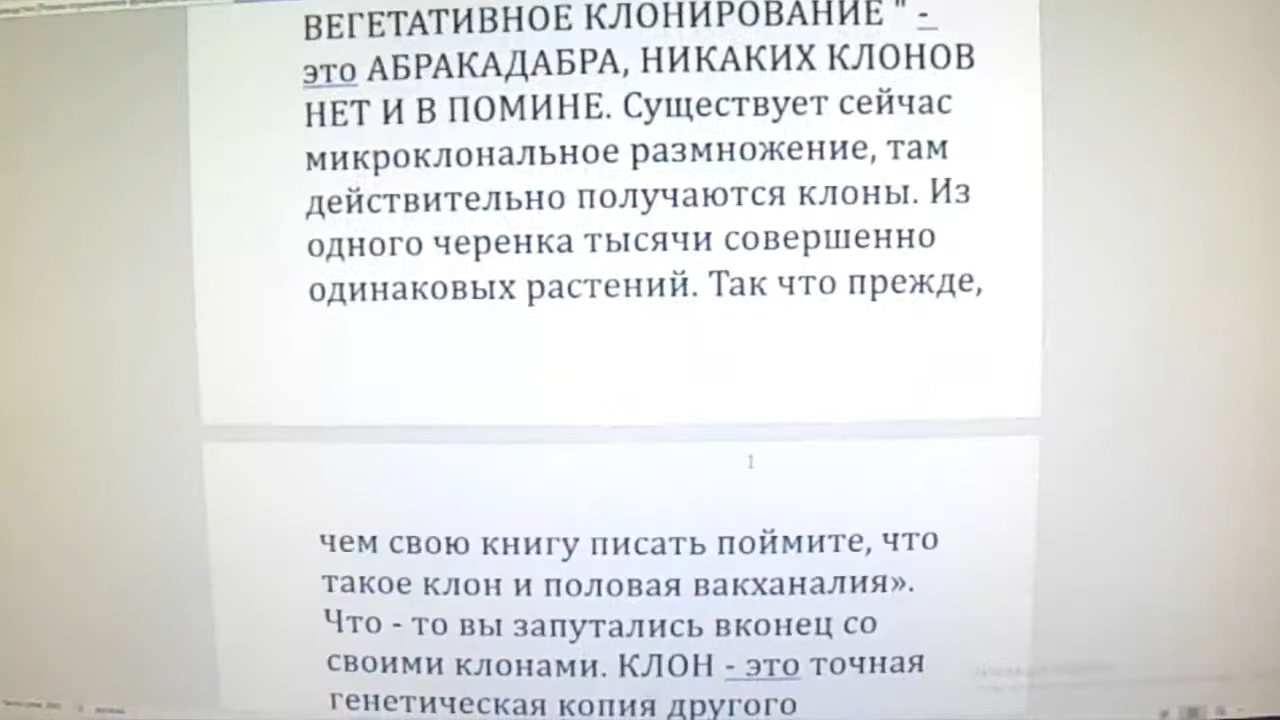 ВЕГЕТАТИВНОЕ КЛОНИРОВАНИЕ " -
это АБРАКАДАБРА, НИКАКИХ КЛОНОВ
НЕТ И В ПОМИНЕ. Существует сейчас
микроклональное размножение, там
действительно получаются клоны. Из
одного черенка тысячи совершенно
одинаковых растений. Так что прежде,
1
чем свою книгу писать поймите, что
такое клон и половая вакханалия».
Что - то вы запутались вконец со
своими клонами. КЛОН - это точная
генетическая копия другого